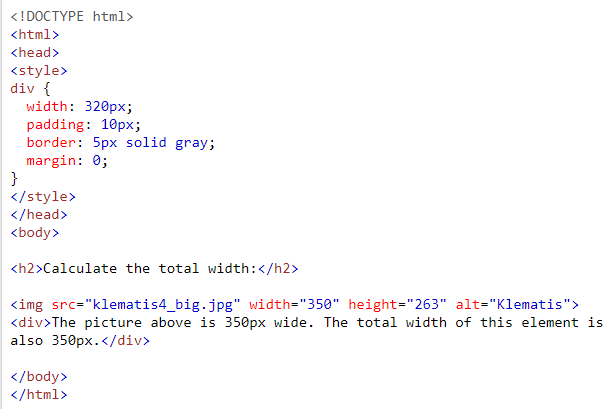 <!DOCTYPE html>
<html>
<head>
<style>
div {
  width: 320px;
  padding: 10px;
  border: 5px solid gray;
  margin: 0;
}
</style>
</head>
<body>

<h2>Calculate the total width:</h2>

<img src="klematis4_big.jpg" width="350" height="263" alt="Klematis">
<div>The picture above is 350px wide. The total width of this element is
also 350px.</div>

</body>
</html>